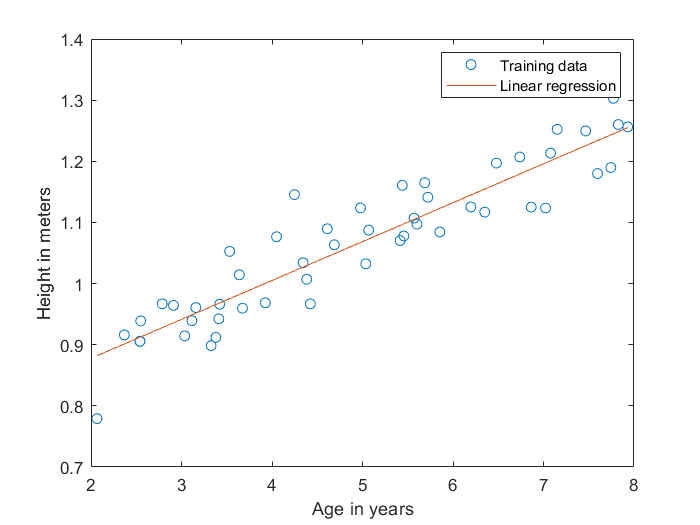 1.4
1.3
1.2
1.1
1
0.9
0.8
0.7
Height in meters
Training data
Linear regression
2 3 4 5 6 7 8
Age in years